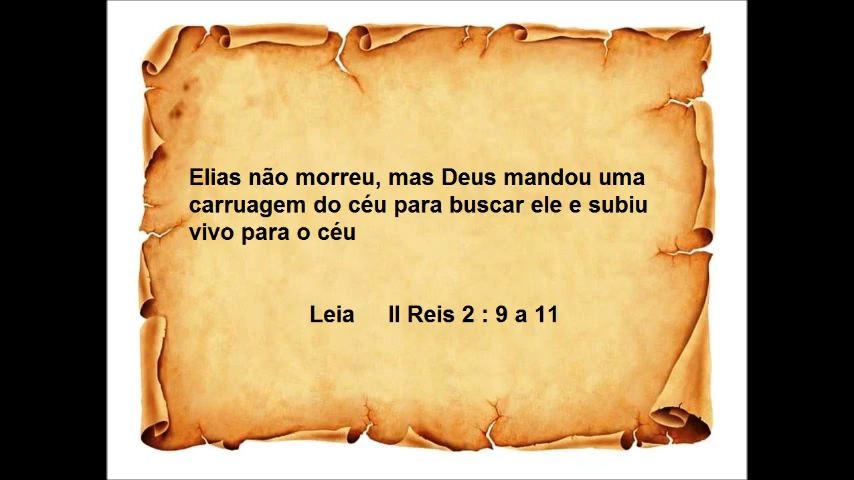 Elias não morreu, mas Deus mandou uma
carruagem do céu para buscar ele e subiu
vivo para o céu
Leia II Reis 2 : 9 a 11